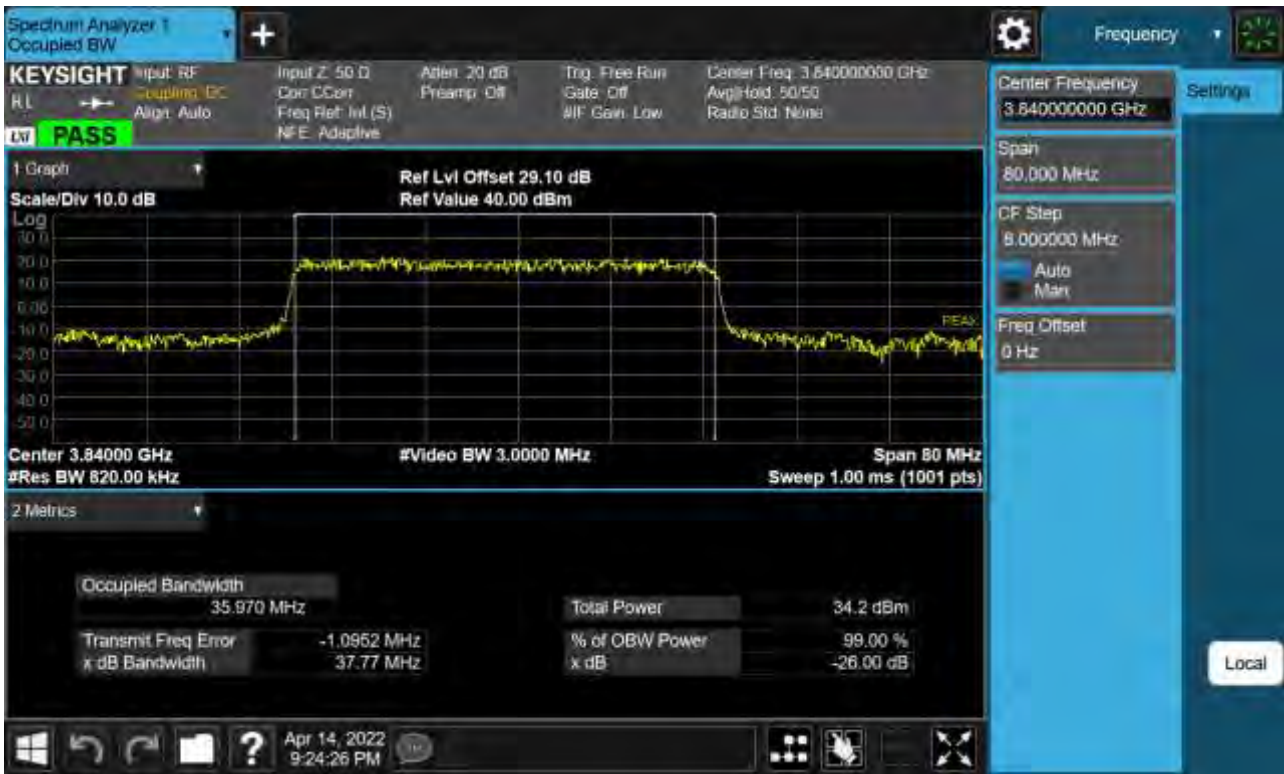 Spectrum Analyzer 1
Occupied BW
Frequency
KEYSIGHT
Input: RF
Coupling: DC
Align: Auto
RL
LXI
PASS
Input Z: 50 Ω
Corr CCorr
Freq Ref: Int (S)
NFE: Adaptive
Atten: 20 dB
Preamp: Off
Trig: Free Run
Gate: Off
#IF Gain: Low
Center Freq: 3.840000000 GHz
Avg|Hold: 50/50
Radio Std: None
Center Frequency
3.840000000 GHz
Settings
Span
80.000 MHz
CF Step
8.000000 MHz
Auto
Man
Freq Offset
0 Hz
Local
1 Graph
Scale/Div 10.0 dB
Ref Lvl Offset 29.10 dB
Ref Value 40.00 dBm
Log
30.0
20.0
10.0
0.00
-10.0
-20.0
-30.0
-40.0
-50.0
PEAK
Center 3.84000 GHz
#Video BW 3.0000 MHz
Span 80 MHz
#Res BW 820.00 kHz
Sweep 1.00 ms (1001 pts)
2 Metrics
Occupied Bandwidth
35.970 MHz
Transmit Freq Error
-1.0952 MHz
x dB Bandwidth
37.77 MHz
Total Power
34.2 dBm
% of OBW Power
99.00 %
x dB
-26.00 dB
?
Apr 14, 2022
9:24:26 PM